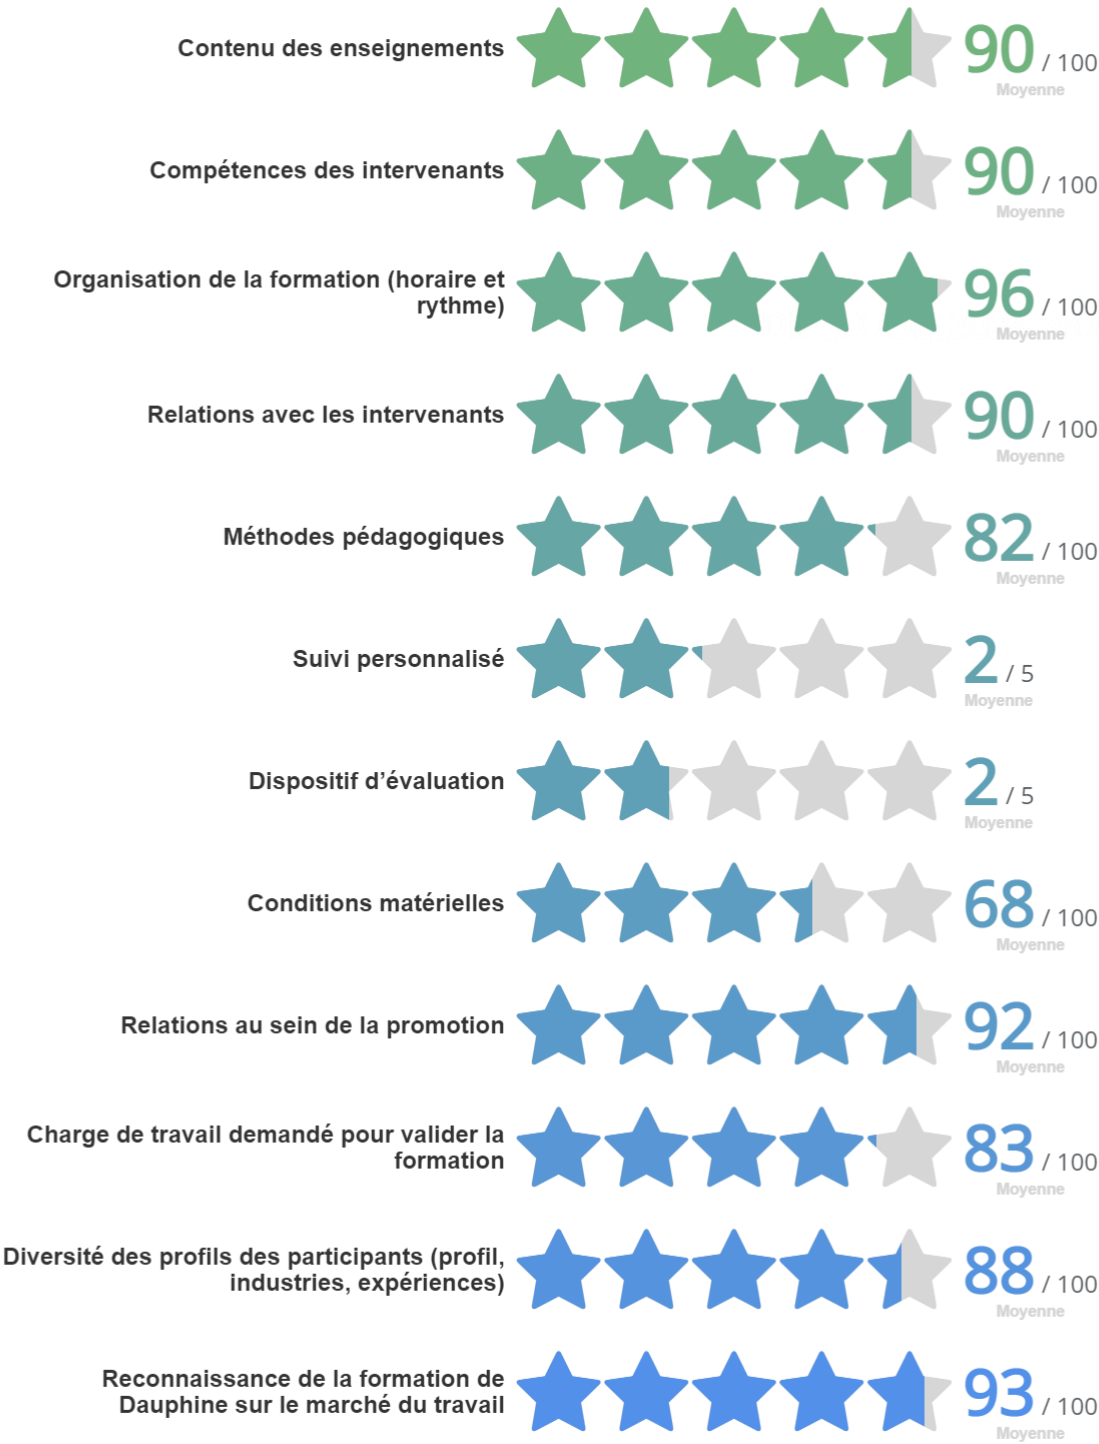 Contenu des enseignements
90 / 100
Moyenne
Compétences des intervenants
90 / 100
Moyenne
Organisation de la formation (horaire et
rythme)
96 / 100
Moyenne
Relations avec les intervenants
90 / 100
Moyenne
Méthodes pédagogiques
82 / 100
Moyenne
Suivi personnalisé
2 / 5
Moyenne
Dispositif d’évaluation
2 / 5
Moyenne
Conditions matérielles
68 / 100
Moyenne
Relations au sein de la promotion
92 / 100
Moyenne
Charge de travail demandé pour valider la
formation
83 / 100
Moyenne
Diversité des profils des participants (profil,
industries, expériences)
88 / 100
Moyenne
Reconnaissance de la formation de
Dauphine sur le marché du travail
93 / 100
Moyenne